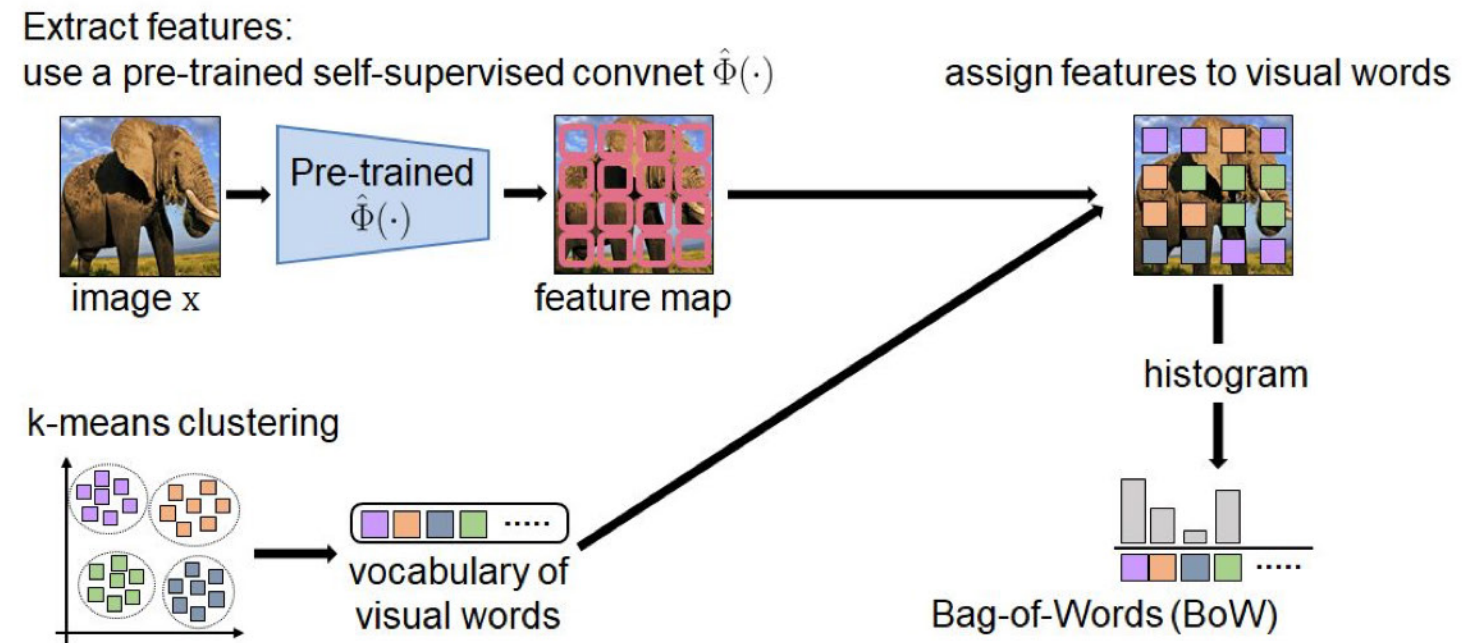 Extract features:
use a pre-trained self-supervised convnet Φ̂(·)
assign features to visual words
Pre-trained
Φ̂(·)
image x
feature map
histogram
k-means clustering
.....
vocabulary of
visual words
.....
Bag-of-Words (BoW)